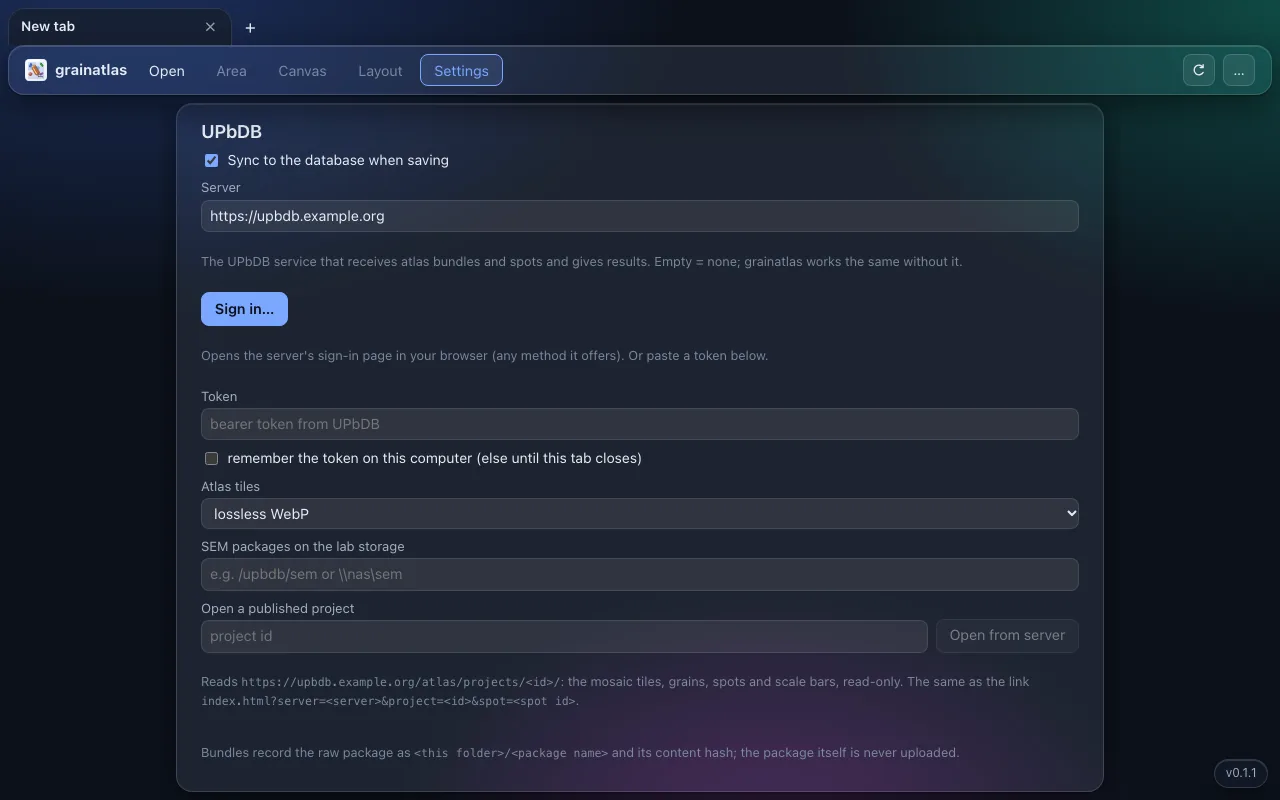 New tab
grainatlas Open Area Canvas Layout Settings ...
UPbDB
Sync to the database when saving
Server
https://upbdb.example.org
The UPbDB service that receives atlas bundles and spots and gives results. Empty = none; grainatlas works the same without it.
Sign in...
Opens the server's sign-in page in your browser (any method it offers). Or paste a token below.
Token
bearer token from UPbDB
remember the token on this computer (else until this tab closes)
Atlas tiles
lossless WebP
SEM packages on the lab storage
e.g. /upbdb/sem or \\nas\sem
Open a published project
project id
Open from server
Reads https://upbdb.example.org/atlas/projects/<id>/: the mosaic tiles, grains, spots and scale bars, read-only. The same as the link
index.html?server=<server>&project=<id>&spot=<spot id>.
Bundles record the raw package as <this folder>/<package name> and its content hash; the package itself is never uploaded.
v0.1.1